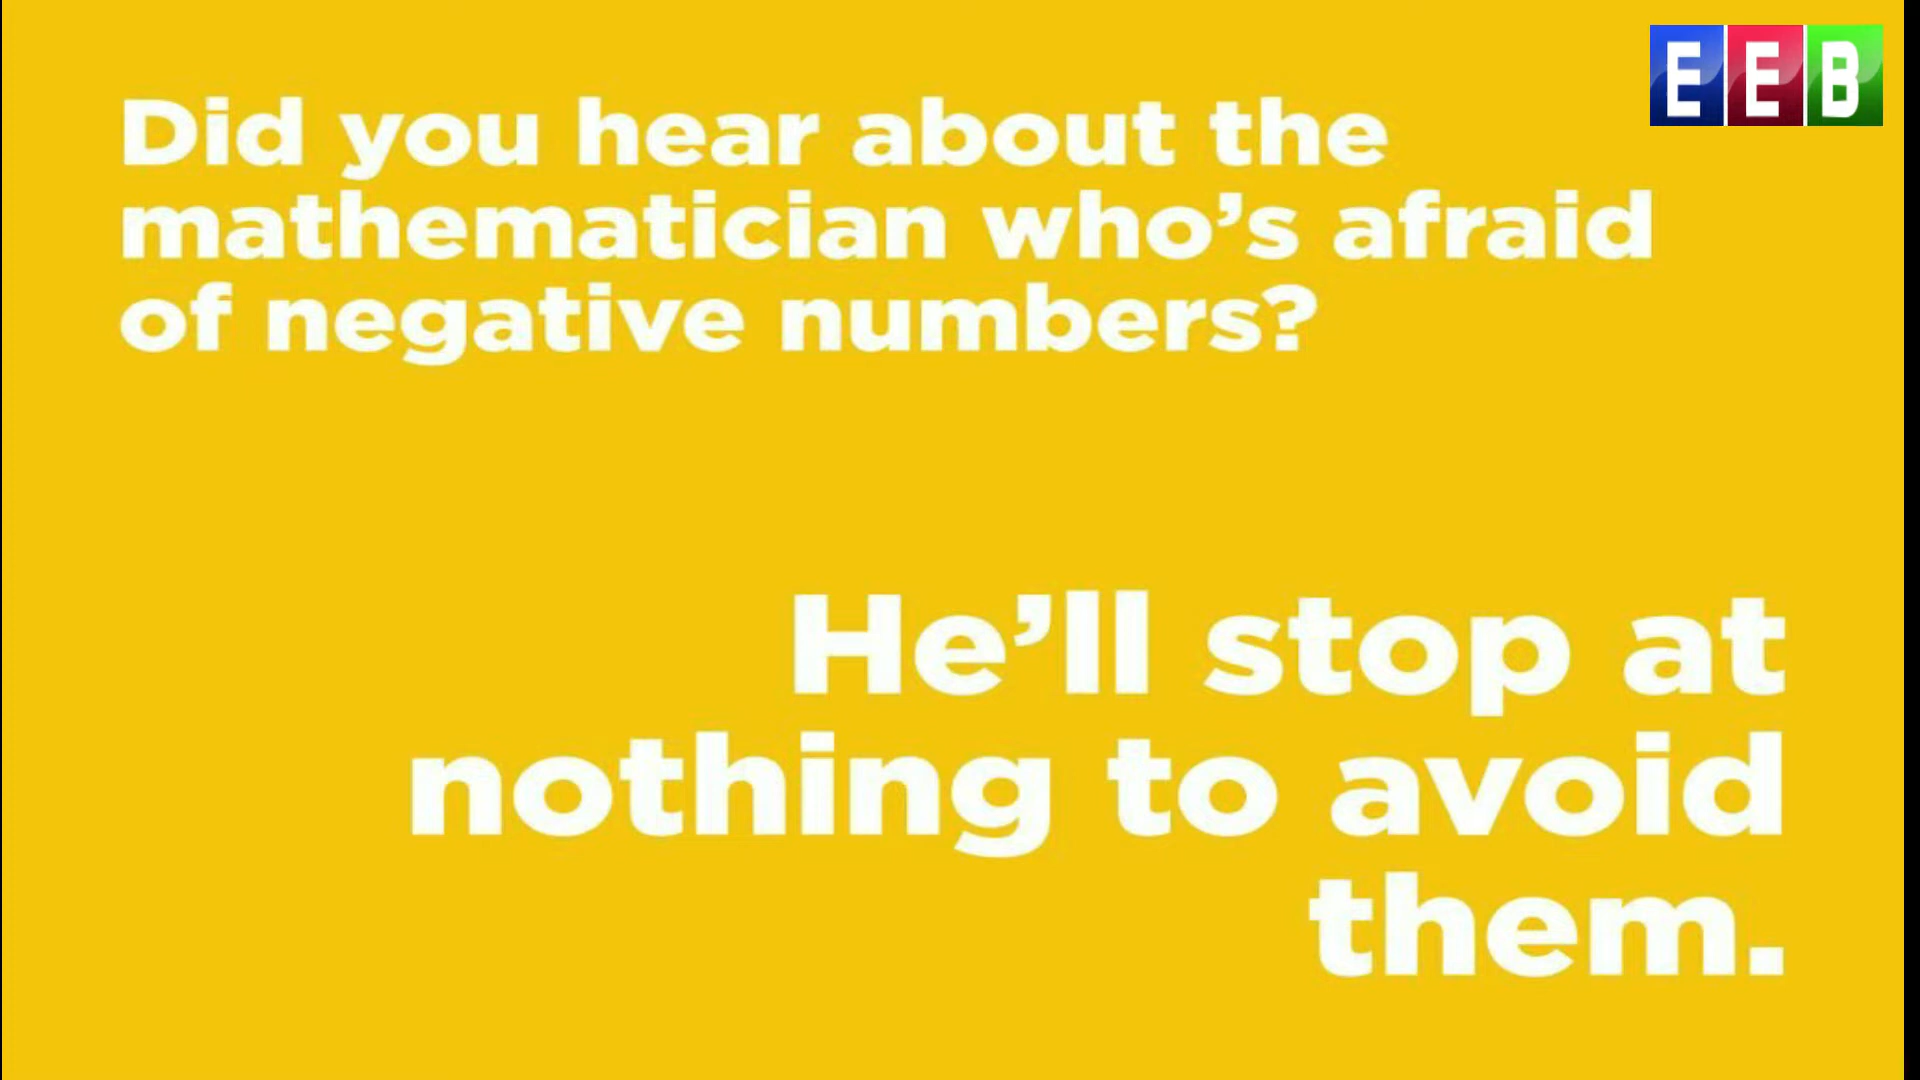 EEB
Did you hear about the
mathematician who’s afraid
of negative numbers?
He’ll stop at
nothing to avoid
them.